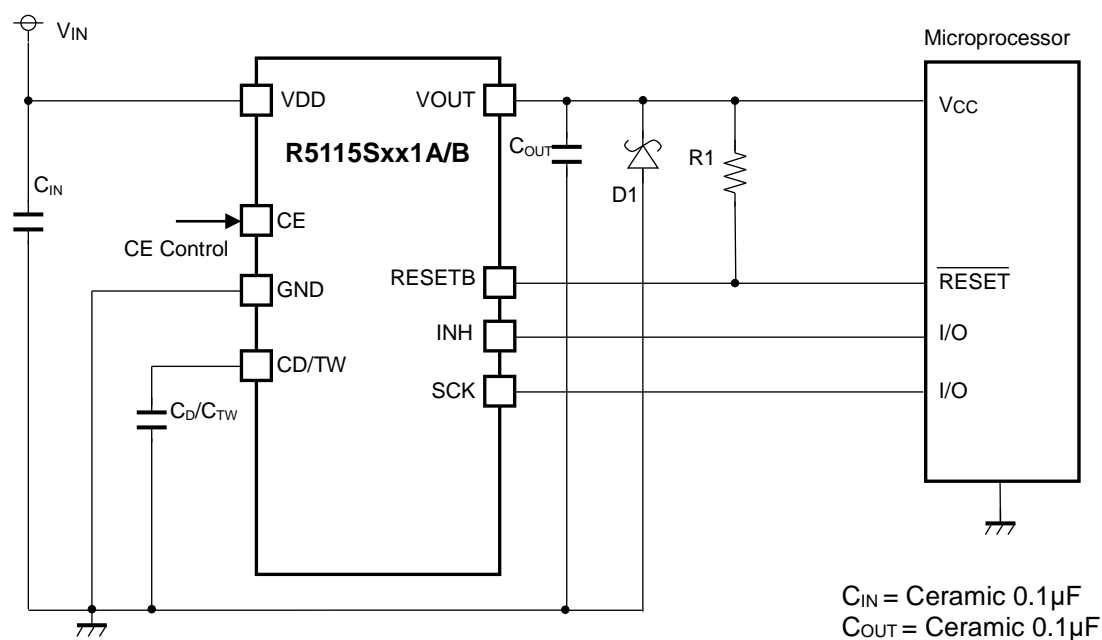 VIN
Microprocessor
VDD
VOUT
VCC
R5115Sxx1A/B
COUT
R1
CIN
D1
CE
CE Control
GND
RESETB
RESET
INH
I/O
CD/TW
SCK
I/O
CD/CTW
CIN = Ceramic 0.1µF
COUT = Ceramic 0.1µF